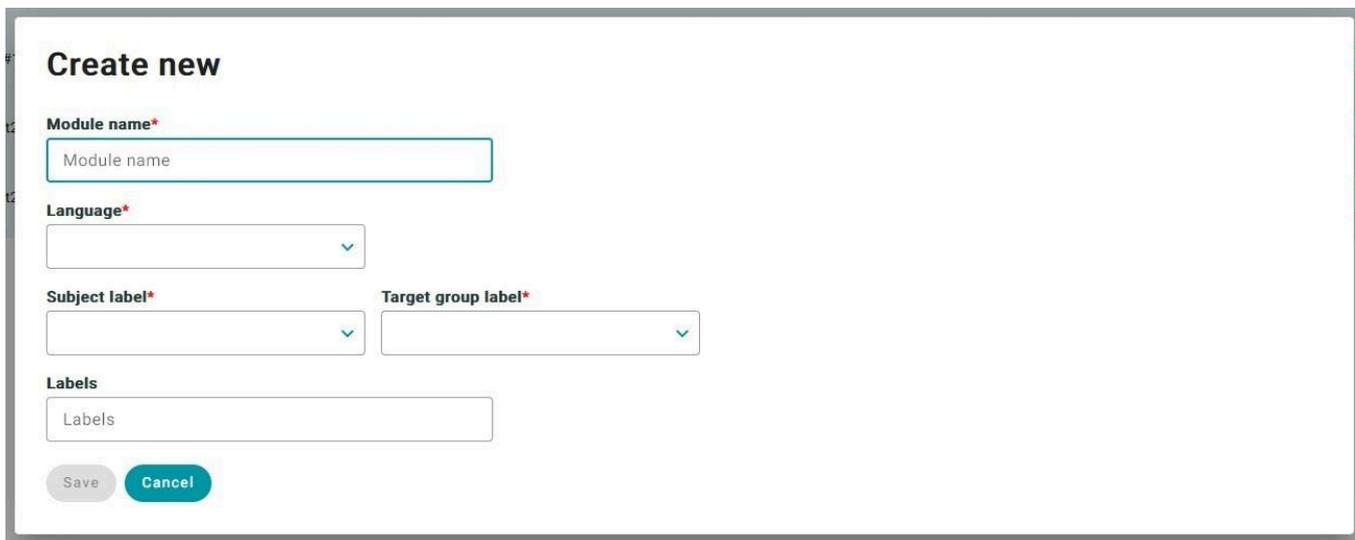 Create new
Module name*
Module name
Language*
Subject label* Target group label*
Labels
Labels
Save Cancel